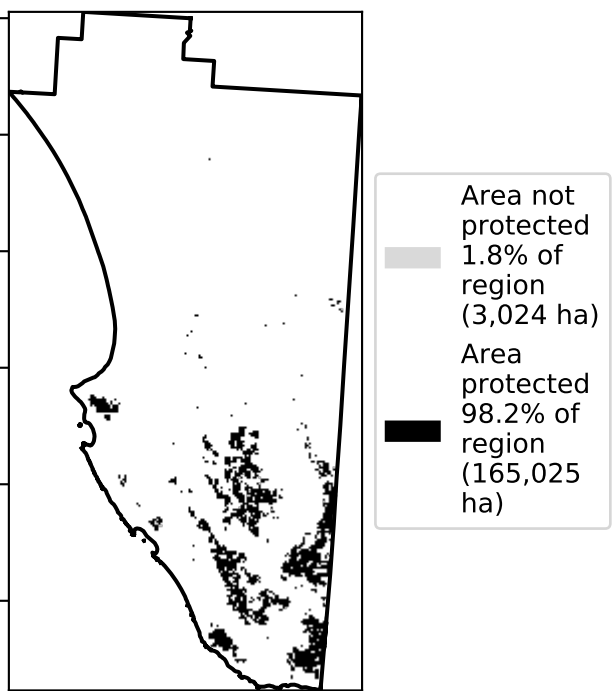 Area not
protected
1.8% of
region
(3,024 ha)
Area
protected
98.2% of
region
(165,025
ha)